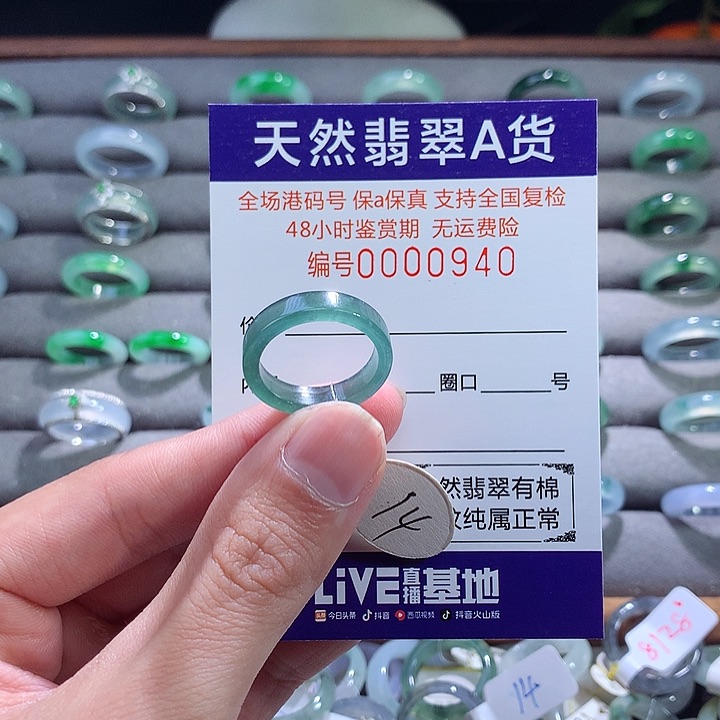 天然翡翠A货
全场港码号 保a保真 支持全国复检
48小时鉴赏期 无运费险
编号0000940
圈口 号
然翡翠有棉
纹纯属正常
14
LiVE直播基地
今日头条 抖音 西瓜视频 抖音火山版
14
8128